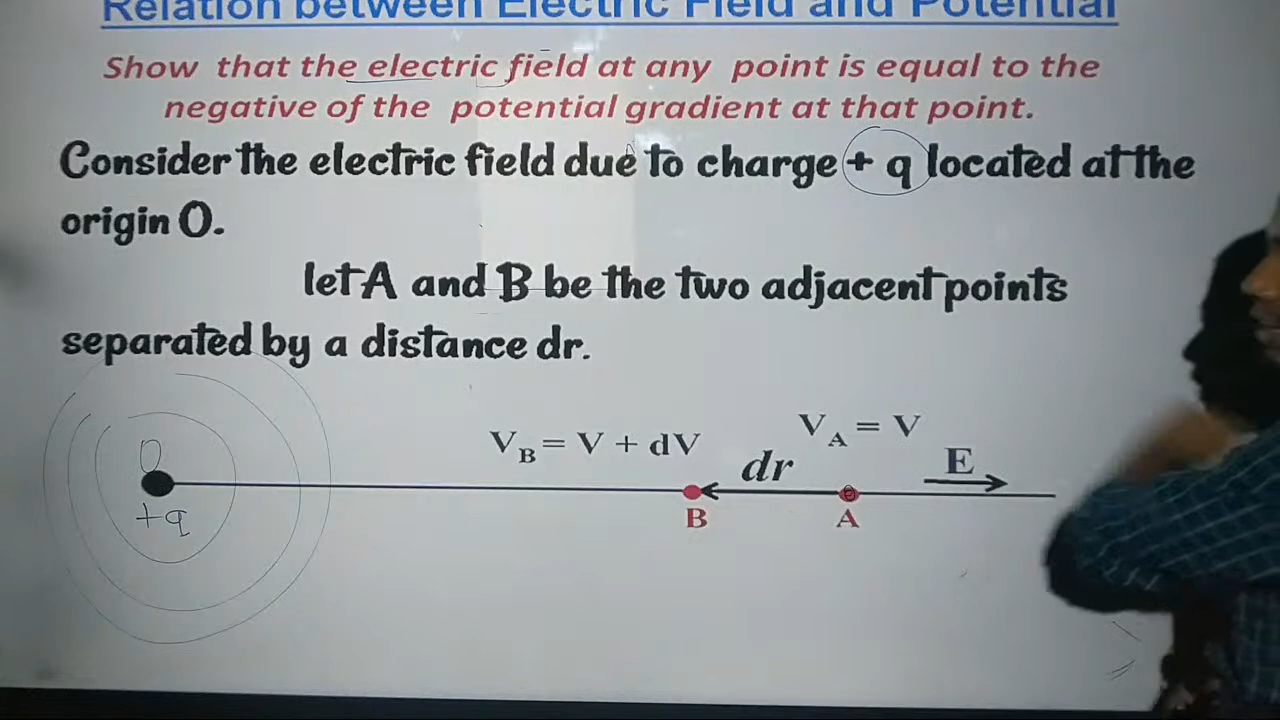 Relation between Electric Field and Potential
Show that the electric field at any point is equal to the
negative of the potential gradient at that point.
Consider the electric field due to charge + q located at the
origin O.
let A and B be the two adjacent points
separated by a distance dr.
V_B = V + dV
V_A = V
dr
E
O
+q
B
A